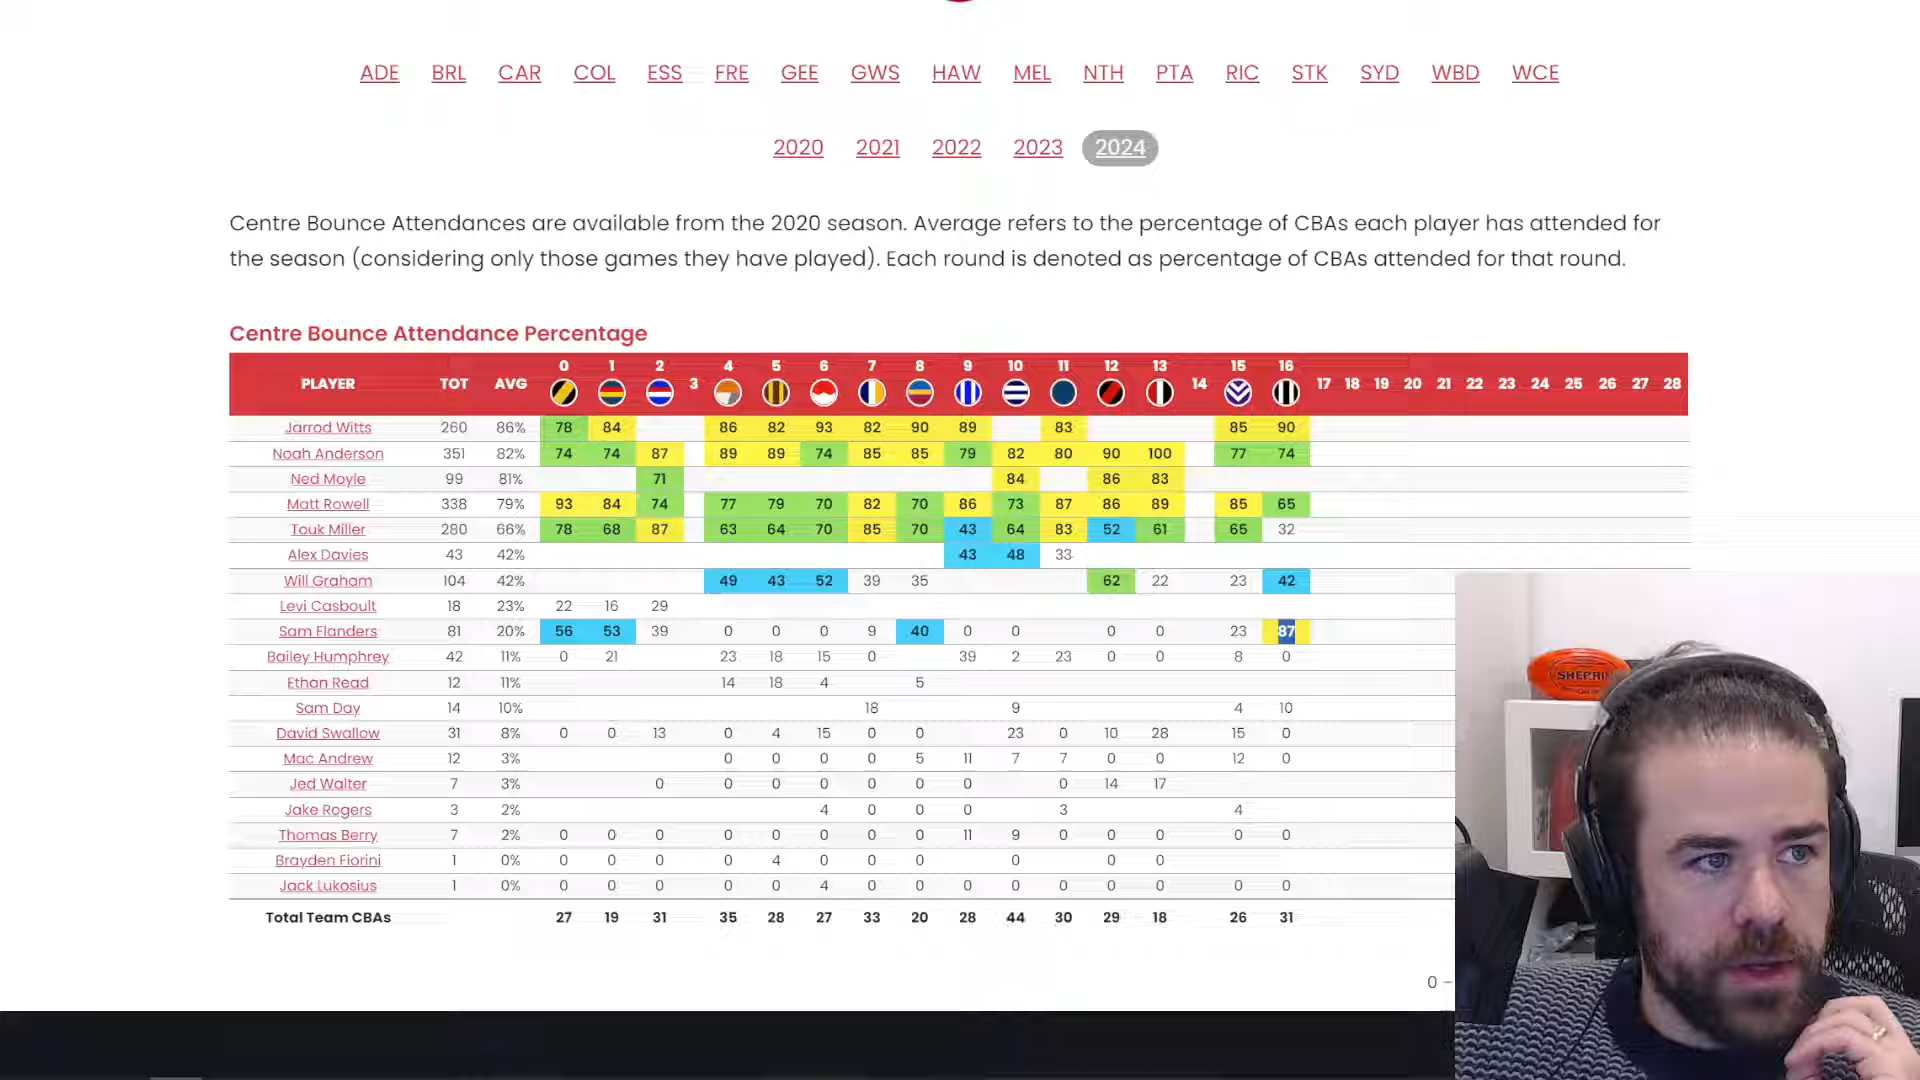 ADE BRL CAR COL ESS FRE GEE GWS HAW MEL NTH PTA RIC STK SYD WBD WCE
2020 2021 2022 2023 2024
Centre Bounce Attendances are available from the 2020 season. Average refers to the percentage of CBAs each player has attended for
the season (considering only those games they have played). Each round is denoted as percentage of CBAs attended for that round.
Centre Bounce Attendance Percentage
PLAYER TOT AVG 0 1 2 3 4 5 6 7 8 9 10 11 12 13 14 15 16 17 18 19 20 21 22 23 24 25 26 27 28
Jarrod Witts 260 86% 78 84 86 82 93 82 90 89 83 85 90
Noah Anderson 351 82% 74 74 87 89 89 74 85 85 79 82 80 90 100 77 74
Ned Moyle 99 81% 71 84 86 83
Matt Rowell 338 79% 93 84 74 77 79 70 82 70 86 73 87 86 89 85 65
Touk Miller 280 66% 78 68 87 63 64 70 85 70 43 64 83 52 61 65 32
Alex Davies 43 42% 43 48 33
Will Graham 104 42% 49 43 52 39 35 62 22 23 42
Levi Casboult 18 23% 22 16 29
Sam Flanders 81 20% 56 53 39 0 0 0 9 40 0 0 0 0 23 87
Bailey Humphrey 42 11% 0 21 23 18 15 0 39 2 23 0 0 8 0
Ethan Read 12 11% 14 18 4 5
Sam Day 14 10% 18 9 4 10
David Swallow 31 8% 0 0 13 0 4 15 0 0 23 0 10 28 15 0
Mac Andrew 12 3% 0 0 0 0 5 11 7 7 0 0 12 0
Jed Walter 7 3% 0 0 0 0 0 0 0 0 14 17
Jake Rogers 3 2% 4 0 0 0 3 4
Thomas Berry 7 2% 0 0 0 0 0 0 0 0 11 9 0 0 0 0 0
Brayden Fiorini 1 0% 0 0 0 0 4 0 0 0 0 0 0
Jack Lukosius 1 0% 0 0 0 0 0 4 0 0 0 0 0 0 0 0 0
Total Team CBAs 27 19 31 35 28 27 33 20 28 44 30 29 18 26 31
0